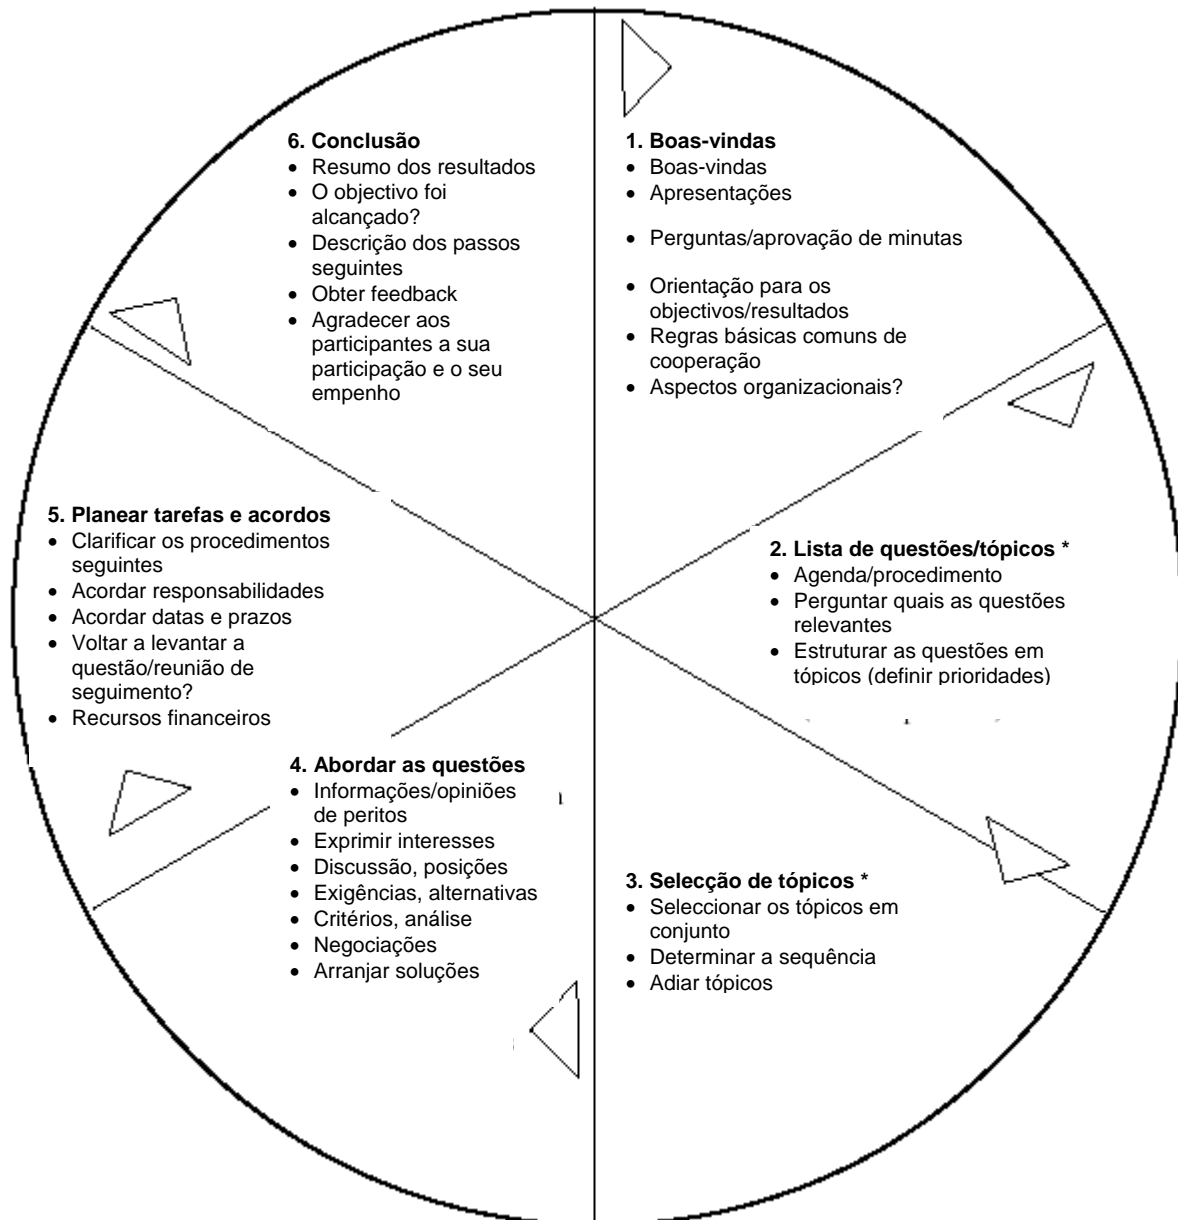 1. Boas-vindas
• Boas-vindas
• Apresentações
• Perguntas/aprovação de minutas
• Orientação para os
objectivos/resultados
• Regras básicas comuns de
cooperação
• Aspectos organizacionais?
2. Lista de questões/tópicos *
• Agenda/procedimento
• Perguntar quais as questões
relevantes
• Estruturar as questões em
tópicos (definir prioridades)
3. Selecção de tópicos *
• Seleccionar os tópicos em
conjunto
• Determinar a sequência
• Adiar tópicos
4. Abordar as questões
• Informações/opiniões
de peritos
• Exprimir interesses
• Discussão, posições
• Exigências, alternativas
• Critérios, análise
• Negociações
• Arranjar soluções
5. Planear tarefas e acordos
• Clarificar os procedimentos
seguintes
• Acordar responsabilidades
• Acordar datas e prazos
• Voltar a levantar a
questão/reunião de
seguimento?
• Recursos financeiros
6. Conclusão
• Resumo dos resultados
• O objectivo foi
alcançado?
• Descrição dos passos
seguintes
• Obter feedback
• Agradecer aos
participantes a sua
participação e o seu
empenho